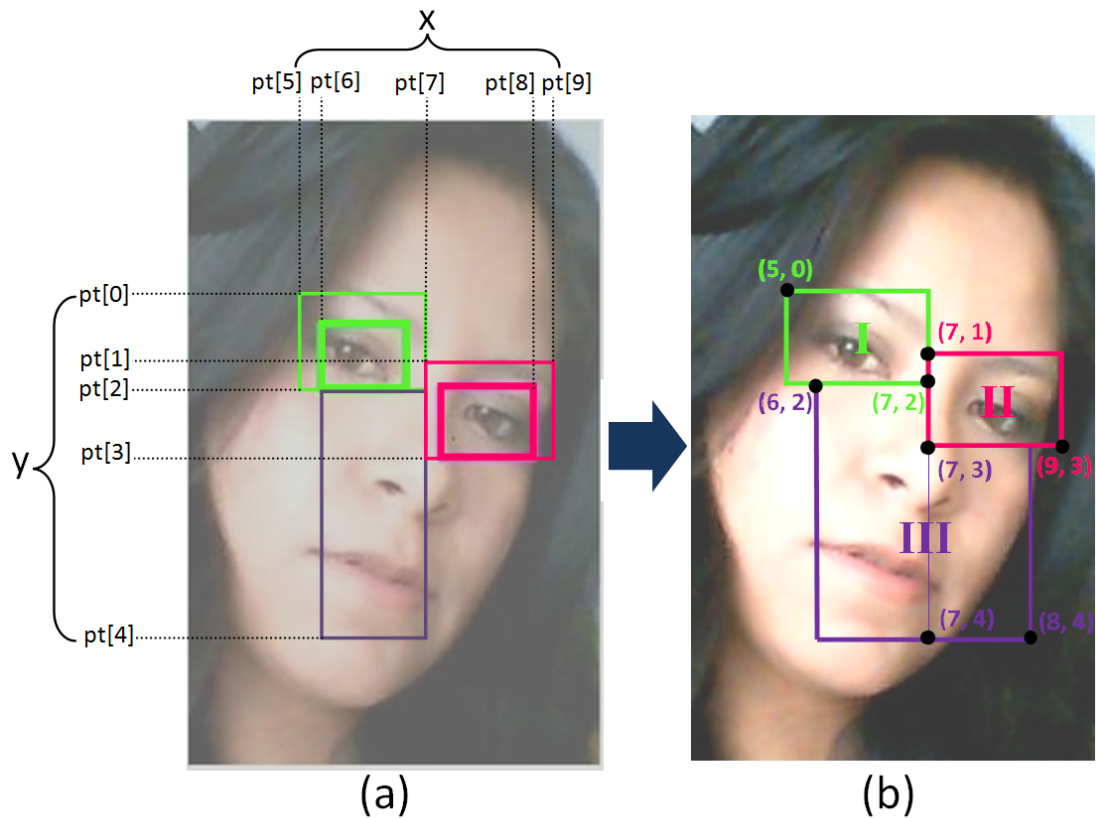 x
pt[5] pt[6] pt[7] pt[8] pt[9]
y
pt[0]
pt[1]
pt[2]
pt[3]
pt[4]
(a)
(5, 0)
I
(7, 1)
(6, 2)
(7, 2)
II
(7, 3)
(9, 3)
III
(7, 4)
(8, 4)
(b)